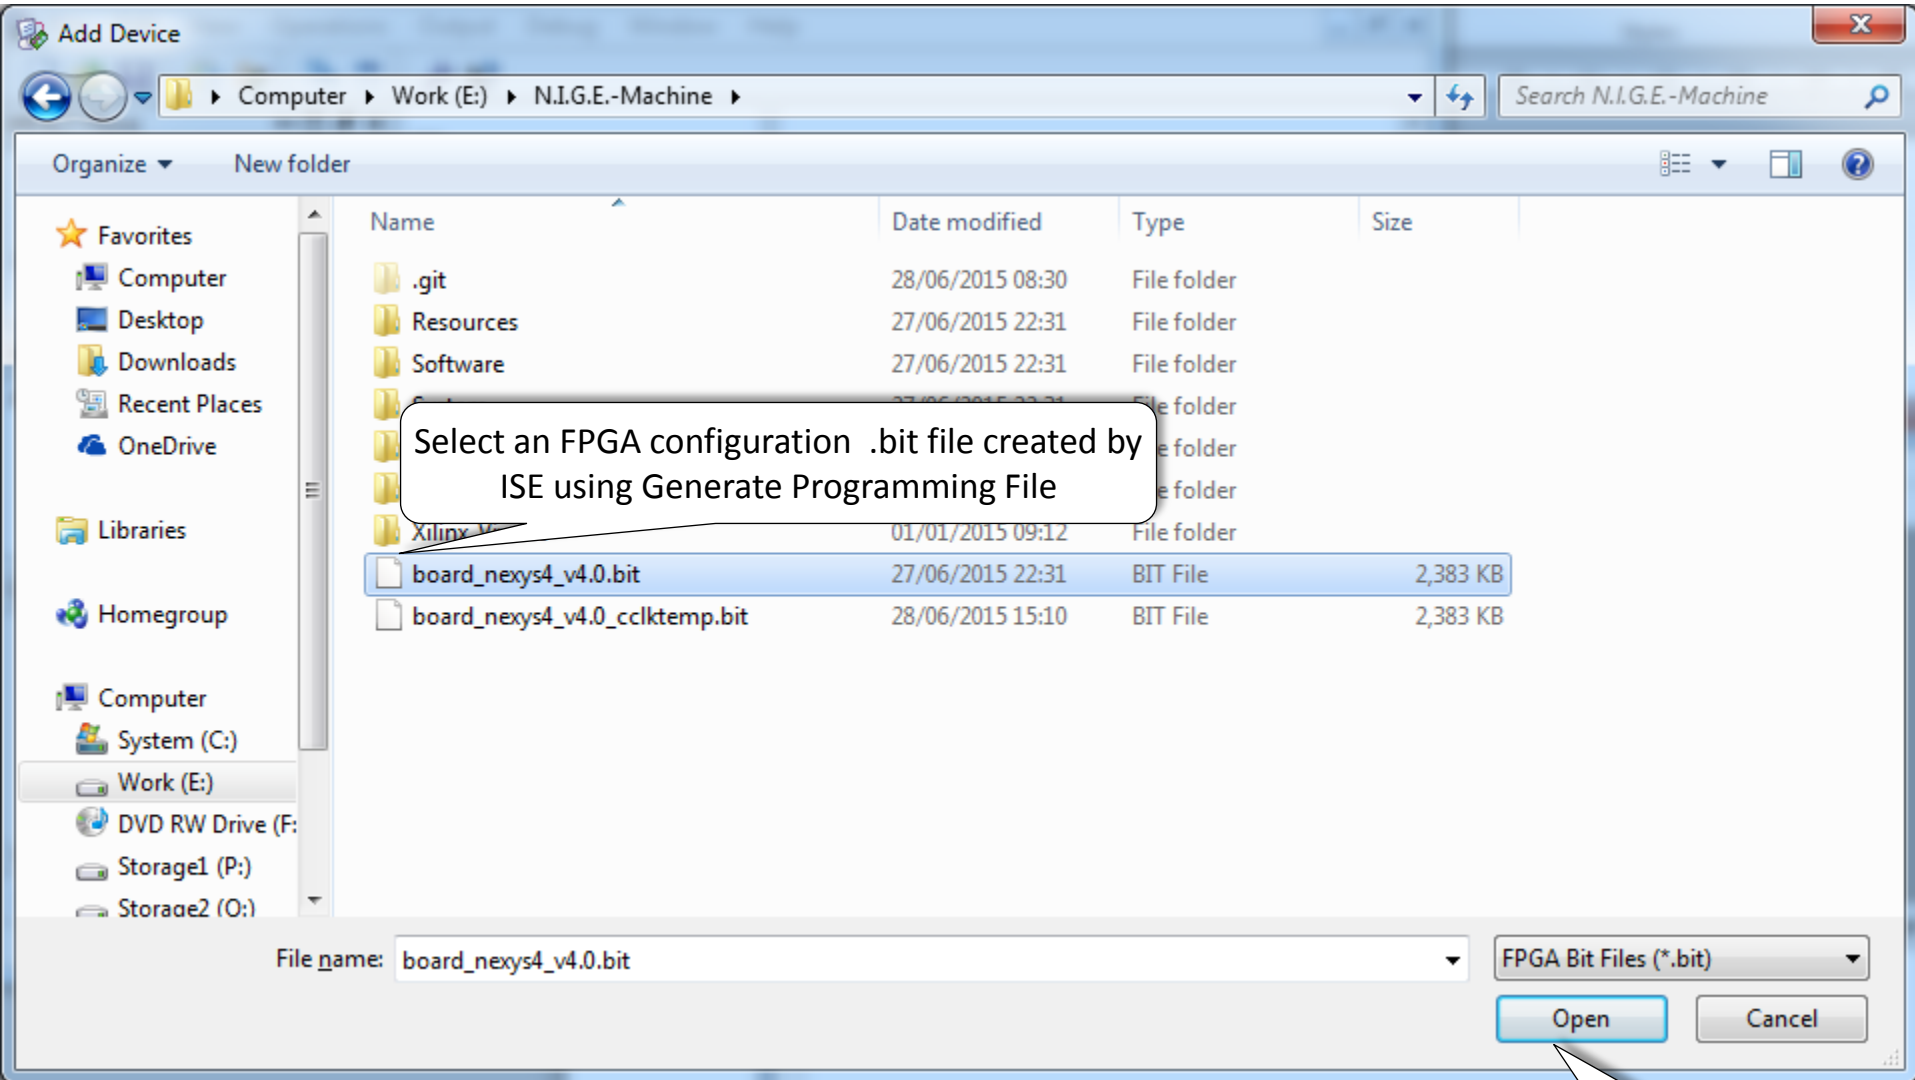 Add Device
Computer Work (E:) N.I.G.E.-Machine
Search N.I.G.E.-Machine
Organize New folder
Name Date modified Type Size
Favorites
Computer
Desktop
Downloads
Recent Places
OneDrive
Libraries
Homegroup
Computer
System (C:)
Work (E:)
DVD RW Drive (F:
Storage1 (P:)
Storage2 (Q:)
.git 28/06/2015 08:30 File folder
Resources 27/06/2015 22:31 File folder
Software 27/06/2015 22:31 File folder
File folder
Select an FPGA configuration .bit file created by
ISE using Generate Programming File
e folder
e folder
Xilinx 01/01/2015 09:12 File folder
board_nexys4_v4.0.bit 27/06/2015 22:31 BIT File 2,383 KB
board_nexys4_v4.0_cclktemp.bit 28/06/2015 15:10 BIT File 2,383 KB
File name: board_nexys4_v4.0.bit
FPGA Bit Files (*.bit)
Open Cancel